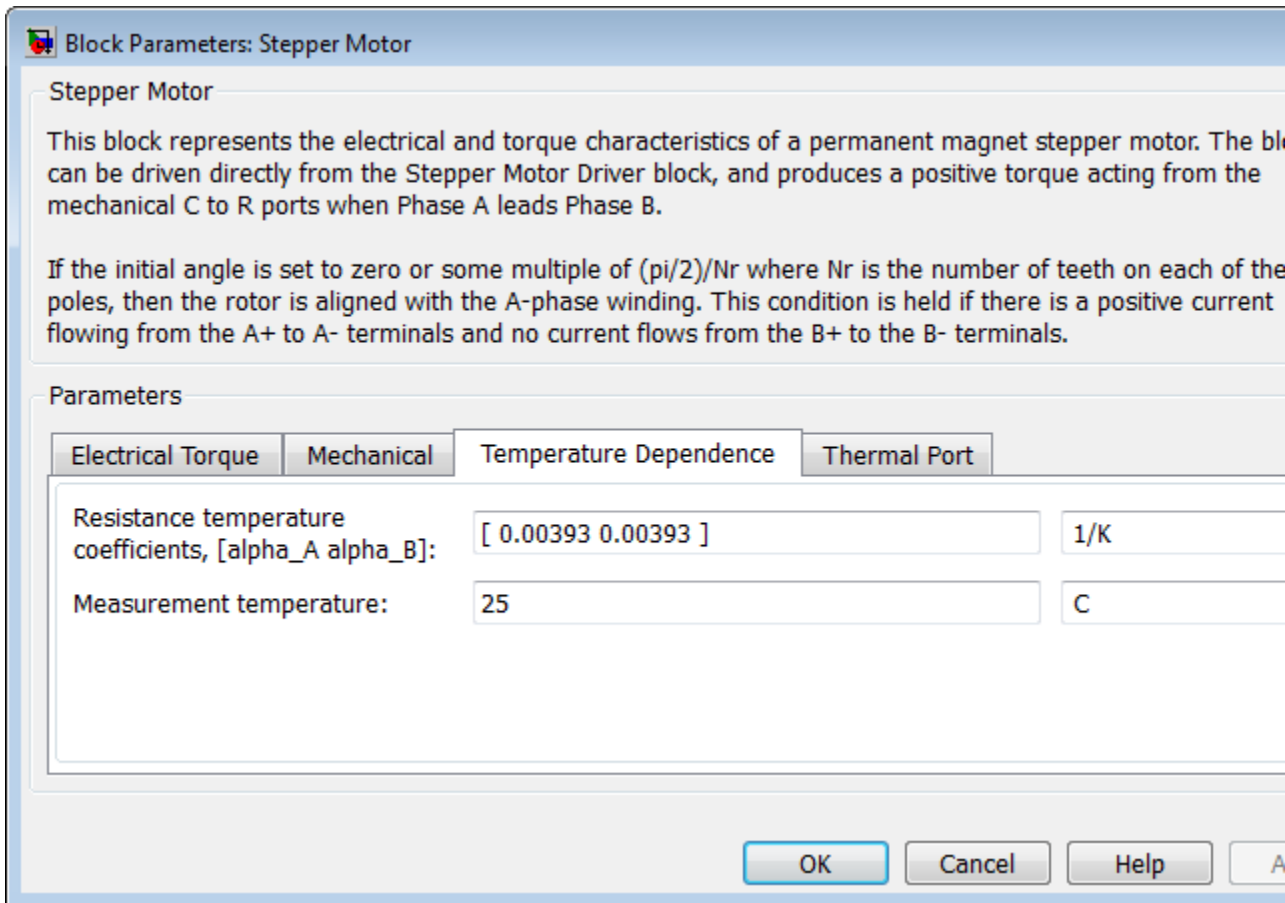 Block Parameters: Stepper Motor
Stepper Motor
This block represents the electrical and torque characteristics of a permanent magnet stepper motor. The
can be driven directly from the Stepper Motor Driver block, and produces a positive torque acting from the
mechanical C to R ports when Phase A leads Phase B.
If the initial angle is set to zero or some multiple of (pi/2)/Nr where Nr is the number of teeth on each of the
poles, then the rotor is aligned with the A-phase winding. This condition is held if there is a positive current
flowing from the A+ to A- terminals and no current flows from the B+ to the B- terminals.
Parameters
Electrical Torque Mechanical Temperature Dependence Thermal Port
Resistance temperature
coefficients, [alpha_A alpha_B]: [ 0.00393 0.00393 ] 1/K
Measurement temperature: 25 C
OK Cancel Help